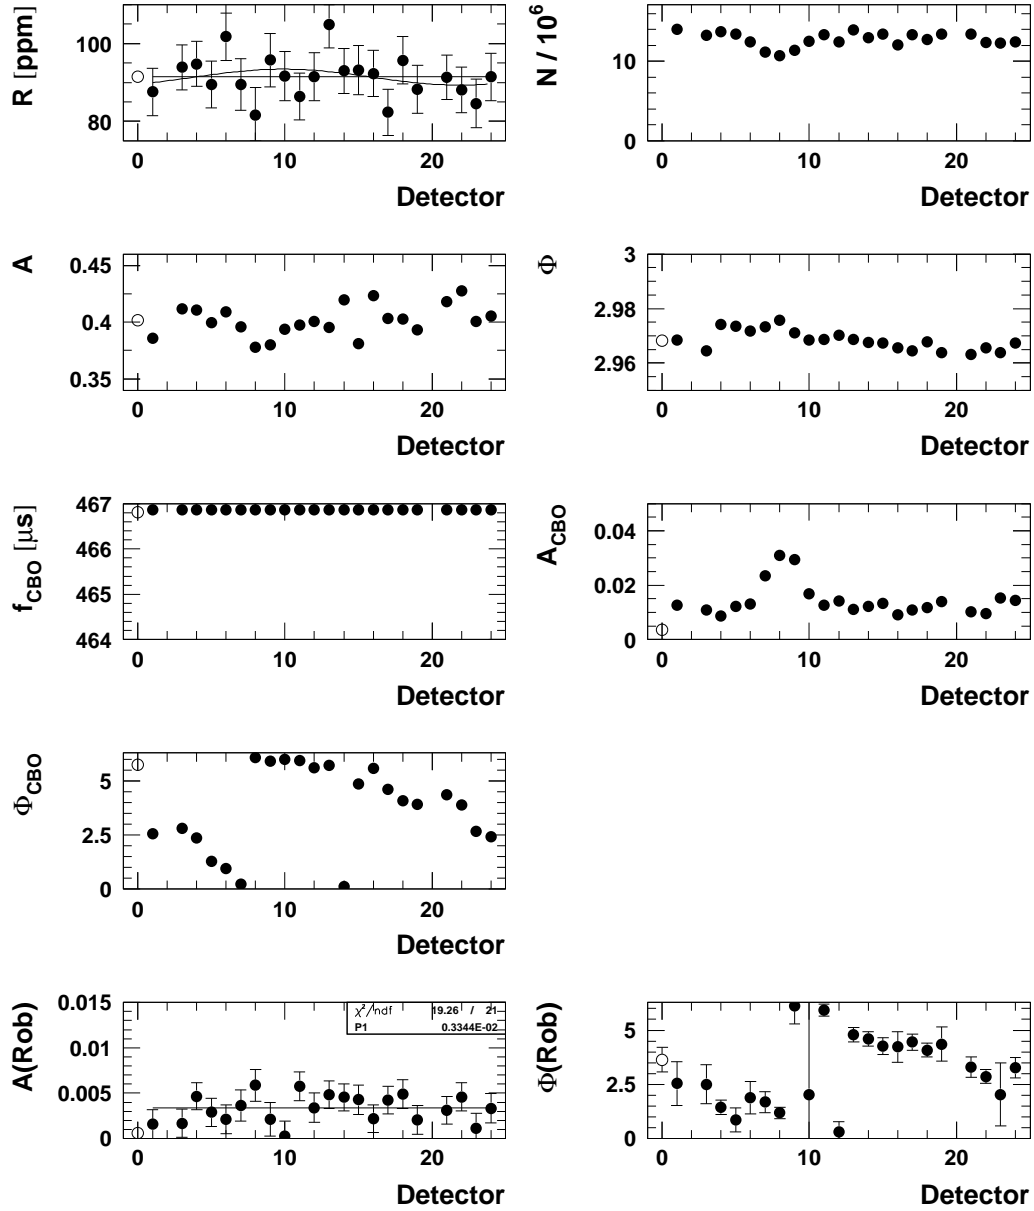 R [ppm]
100
80
0 10 20
Detector
N / 10⁶
10
0
0 10 20
Detector
A
0.45
0.4
0.35
0 10 20
Detector
Φ
3
2.98
2.96
0 10 20
Detector
f_CBO [μs]
467
466
465
464
0 10 20
Detector
A_CBO
0.04
0.02
0
0 10 20
Detector
Φ_CBO
5
2.5
0
0 10 20
Detector
A(Rob)
0.015
0.01
0.005
0
χ²/ndf 19.26 / 21
P1 0.3344E-02
0 10 20
Detector
Φ(Rob)
5
2.5
0
0 10 20
Detector